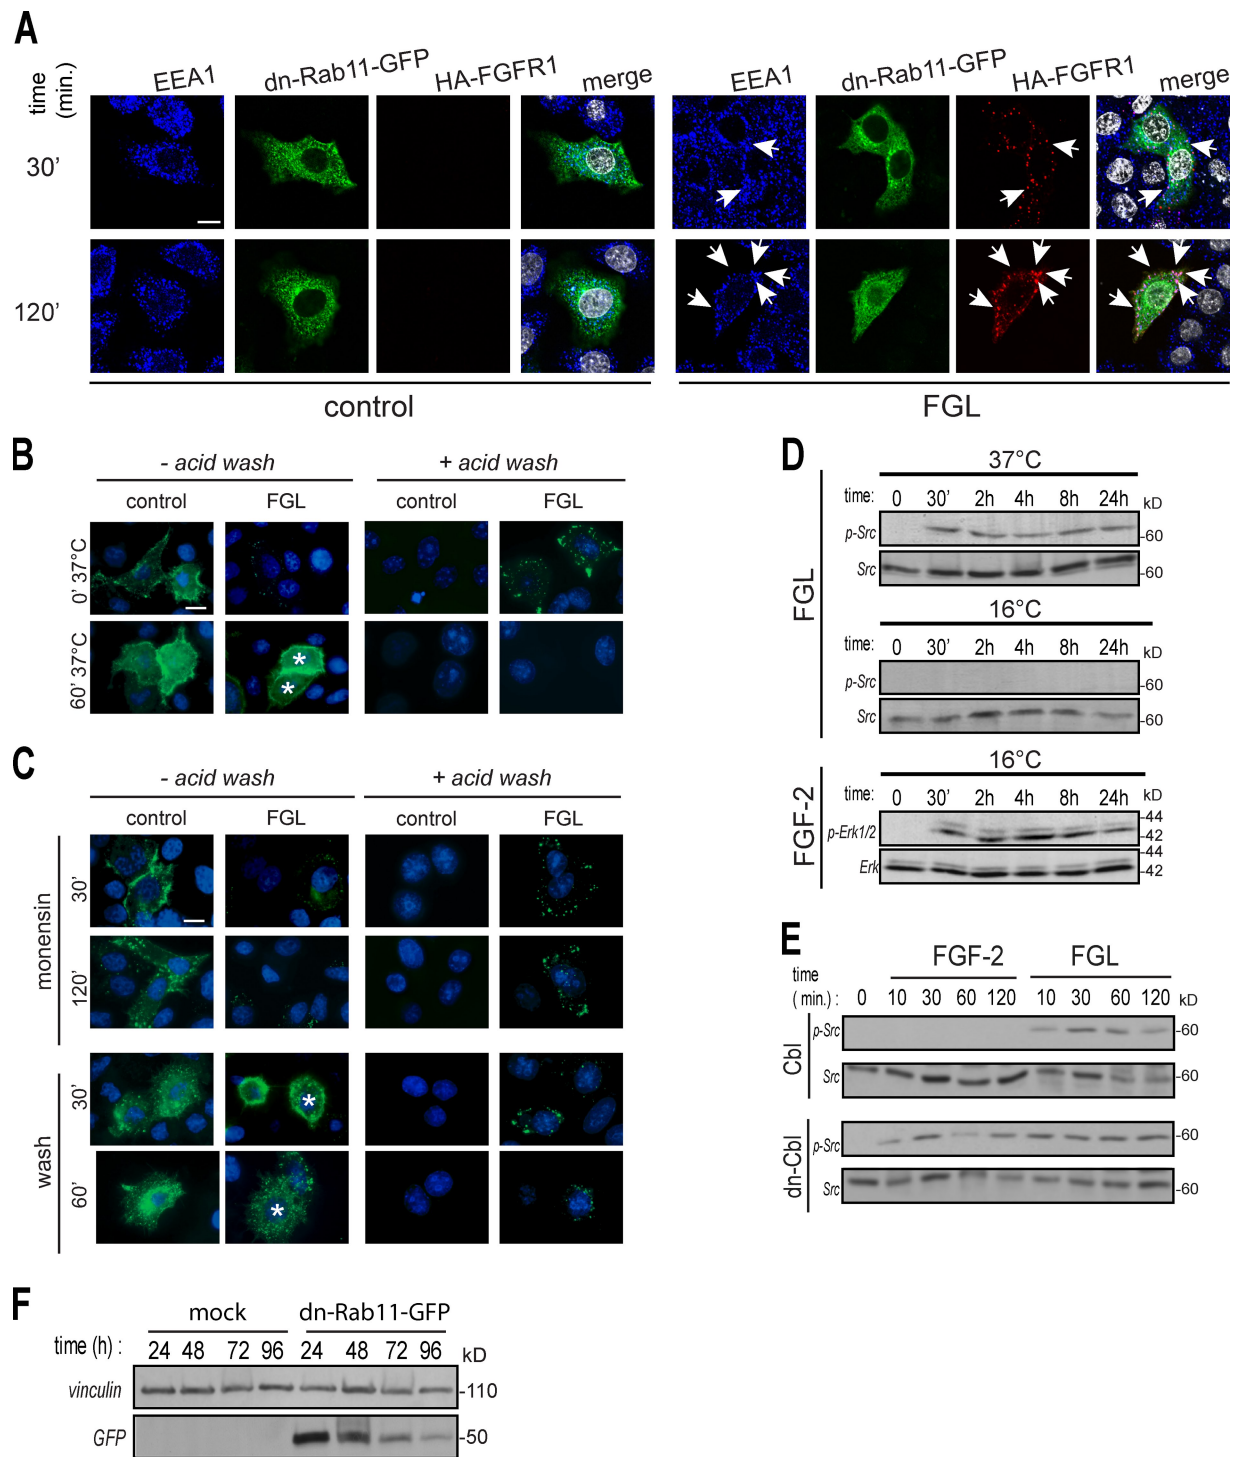 A
time (min.)
EEA1 dn-Rab11-GFP HA-FGFR1 merge EEA1 dn-Rab11-GFP HA-FGFR1 merge
30’
120’
control FGL
B
- acid wash + acid wash
control FGL control FGL
0’ 37°C
60’ 37°C
* *
C
- acid wash + acid wash
control FGL control FGL
monensin
30’
120’
wash
30’
*
60’
*
D
FGL
37°C
time: 0 30’ 2h 4h 8h 24h kD
p-Src -60
Src -60
16°C
time: 0 30’ 2h 4h 8h 24h kD
p-Src -60
Src -60
FGF-2
16°C
time: 0 30’ 2h 4h 8h 24h kD
p-Erk1/2 -44
-42
Erk -44
-42
E
FGF-2 FGL
time
( min.) : 0 10 30 60 120 10 30 60 120 kD
Cbl
p-Src -60
Src -60
dn-Cbl
p-Src -60
Src -60
F
mock dn-Rab11-GFP
time (h) : 24 48 72 96 24 48 72 96 kD
vinculin -110
GFP -50